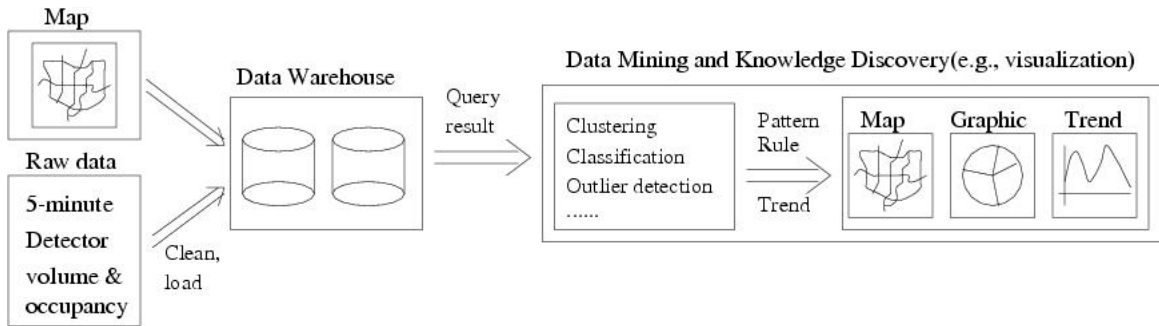 Map
Raw data
5-minute
Detector
volume &
occupancy
Clean,
load
Data Warehouse
Query
result
Data Mining and Knowledge Discovery(e.g., visualization)
Clustering
Classification
Outlier detection
......
Pattern
Rule
Trend
Map
Graphic
Trend